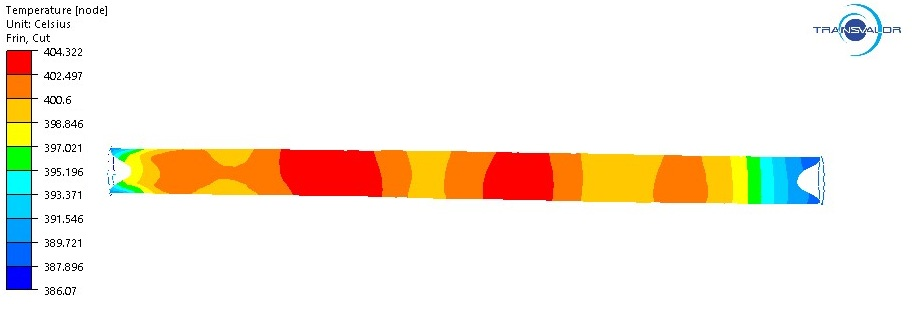 Temperature [node]
Unit: Celsius
Frin, Cut
404.322
402.497
400.6
398.846
397.021
395.196
393.371
391.546
389.721
387.896
386.07
TRANSVALOR